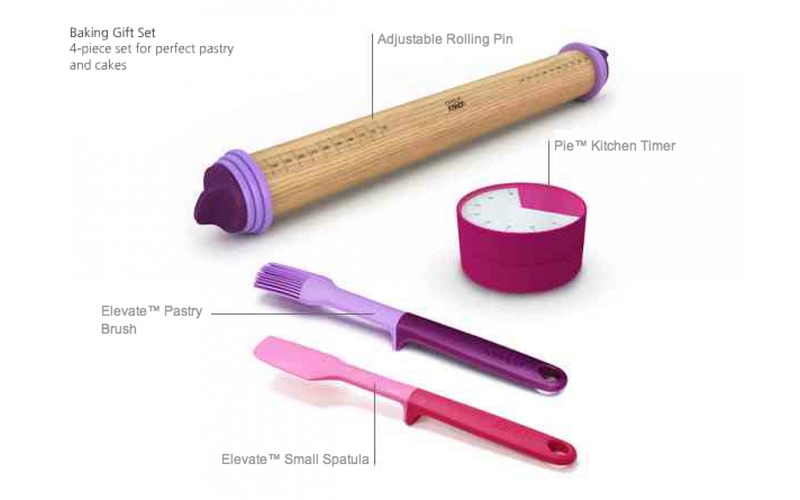 Baking Gift Set
4-piece set for perfect pastry
and cakes
Adjustable Rolling Pin
Pie™ Kitchen Timer
Elevate™ Pastry
Brush
Elevate™ Small Spatula